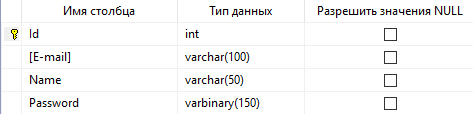 Имя столбца Тип данных Разрешить значения NULL
Id int
[E-mail] varchar(100)
Name varchar(50)
Password varbinary(150)